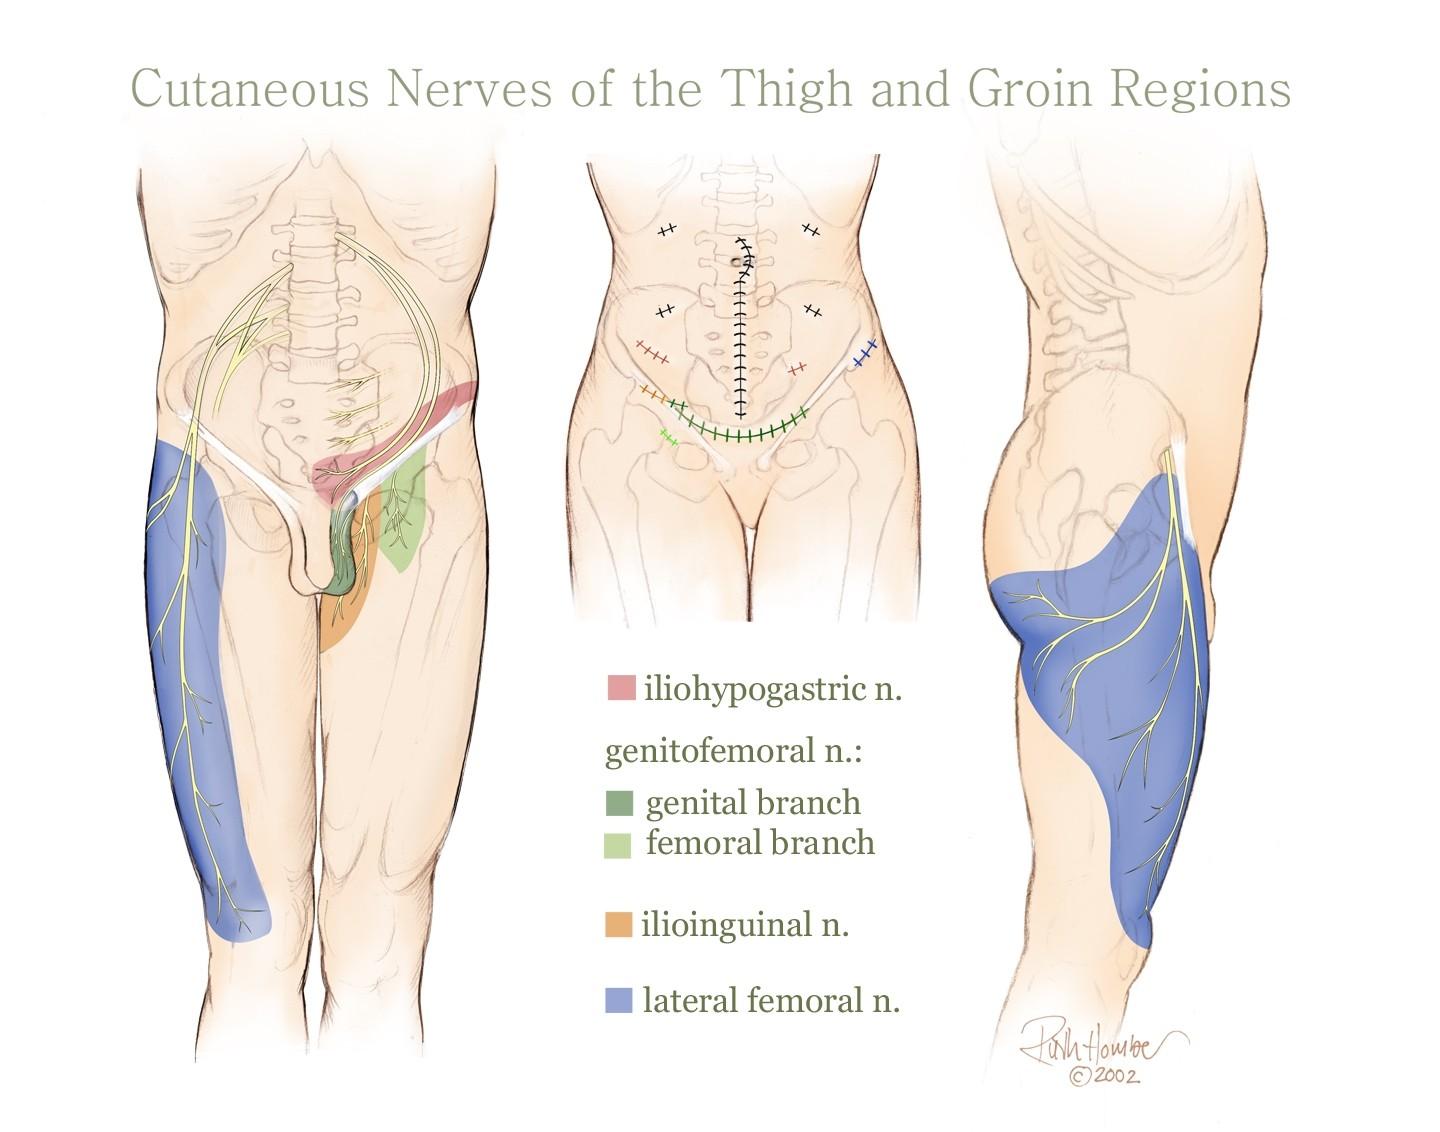 Cutaneous Nerves of the Thigh and Groin Regions
iliohypogastric n.
genitofemoral n.:
genital branch
femoral branch
ilioinguinal n.
lateral femoral n.
©2002